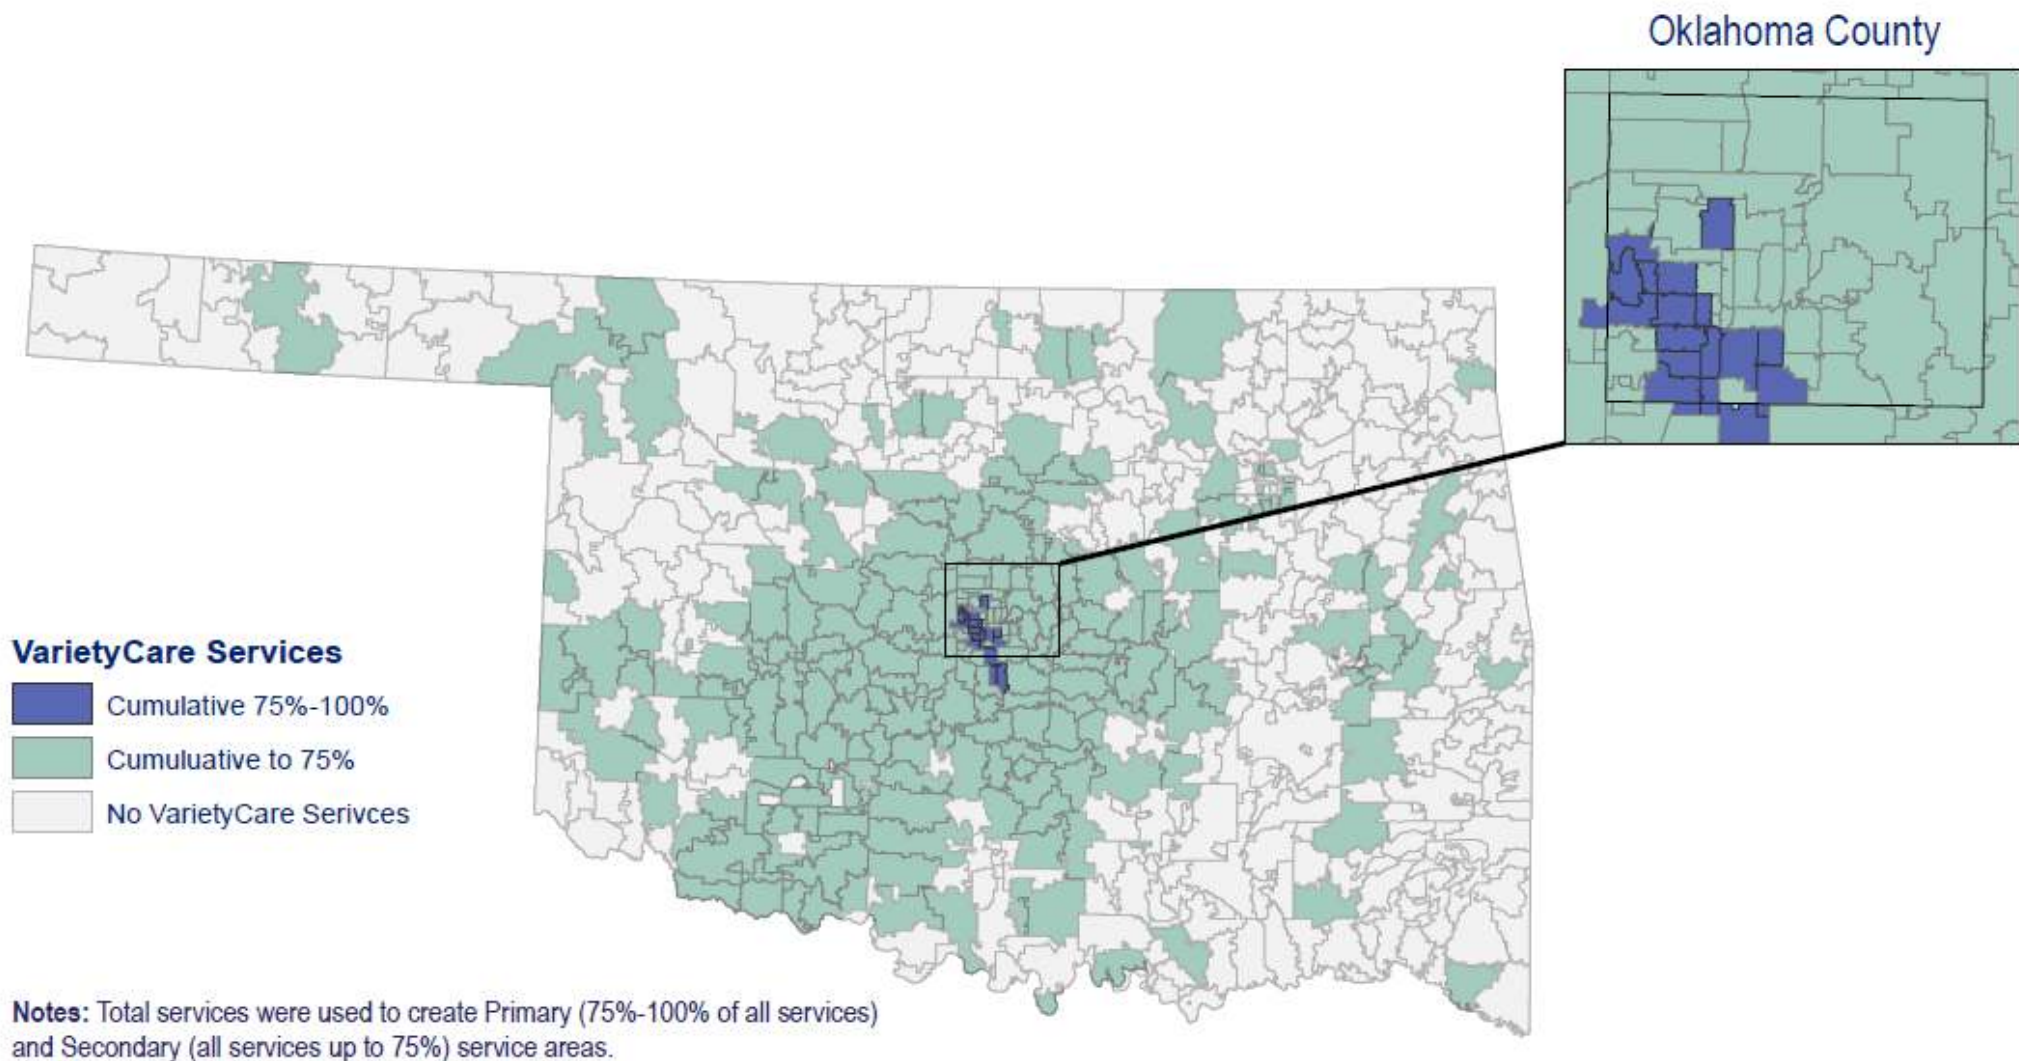 Oklahoma County
VarietyCare Services
Cumulative 75%-100%
Cumuluative to 75%
No VarietyCare Serivces
Notes: Total services were used to create Primary (75%-100% of all services)
and Secondary (all services up to 75%) service areas.